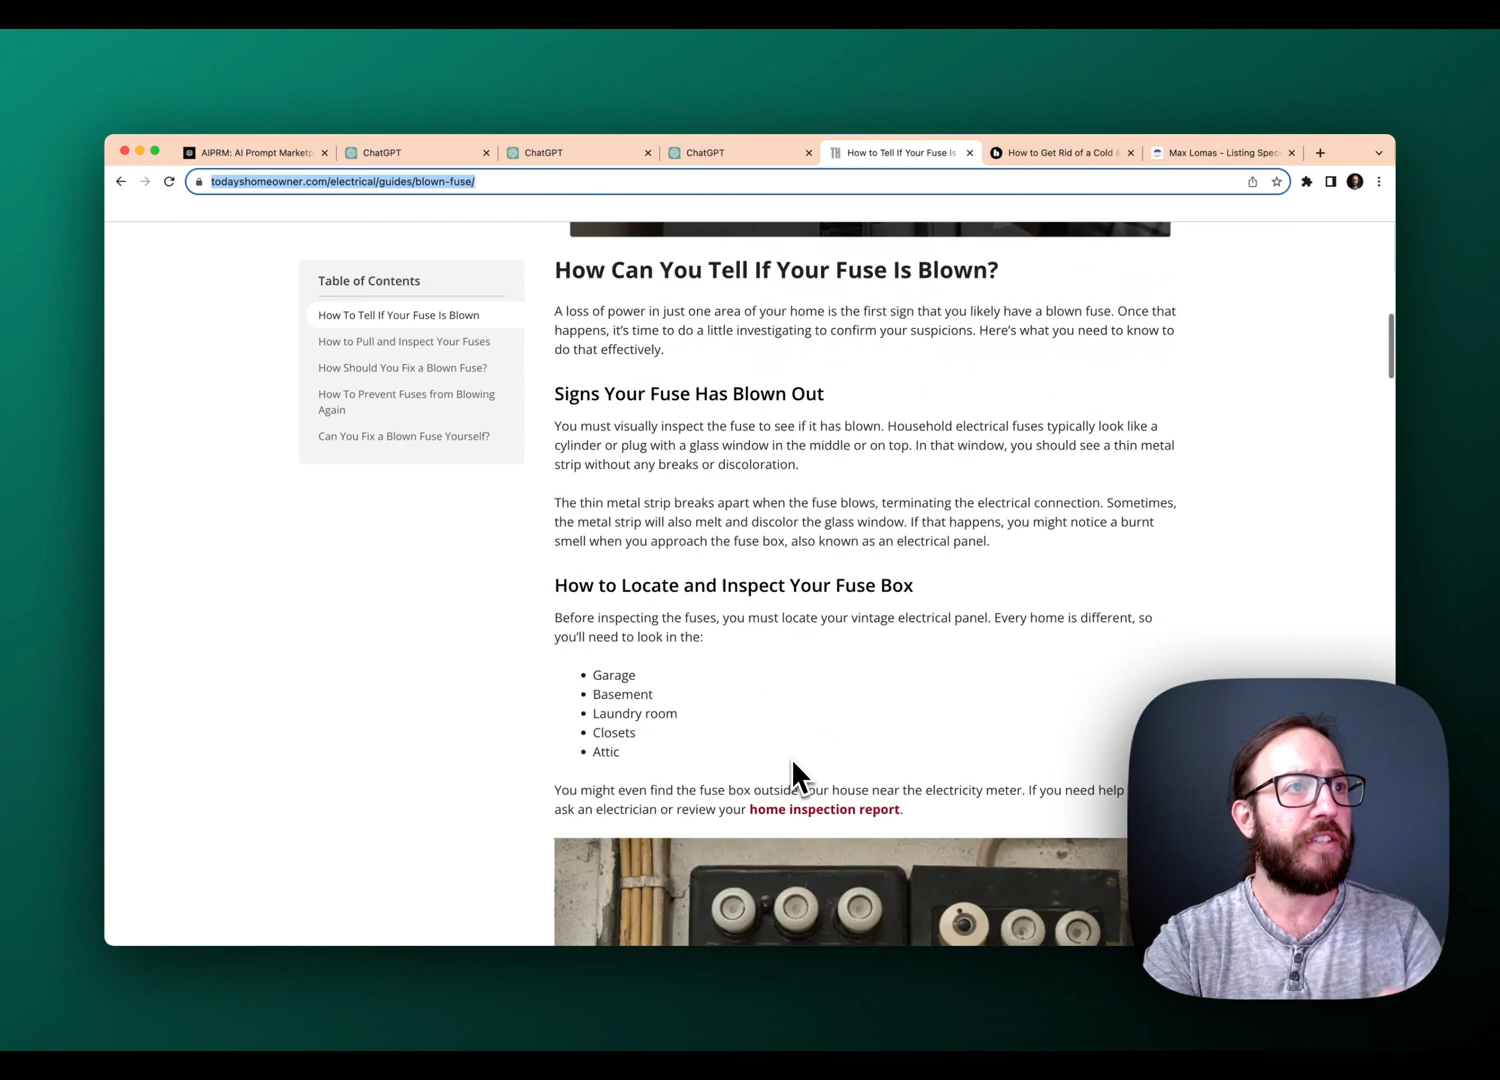 AIPRM: AI Prompt Marketp
ChatGPT
ChatGPT
ChatGPT
How to Tell If Your Fuse Is
How to Get Rid of a Cold
Max Lomas - Listing Spec
todayshomeowner.com/electrical/guides/blown-fuse/
Table of Contents
How To Tell If Your Fuse Is Blown
How to Pull and Inspect Your Fuses
How Should You Fix a Blown Fuse?
How To Prevent Fuses from Blowing
Again
Can You Fix a Blown Fuse Yourself?
How Can You Tell If Your Fuse Is Blown?
A loss of power in just one area of your home is the first sign that you likely have a blown fuse. Once that
happens, it's time to do a little investigating to confirm your suspicions. Here's what you need to know to
do that effectively.
Signs Your Fuse Has Blown Out
You must visually inspect the fuse to see if it has blown. Household electrical fuses typically look like a
cylinder or plug with a glass window in the middle or on top. In that window, you should see a thin metal
strip without any breaks or discoloration.
The thin metal strip breaks apart when the fuse blows, terminating the electrical connection. Sometimes,
the metal strip will also melt and discolor the glass window. If that happens, you might notice a burnt
smell when you approach the fuse box, also known as an electrical panel.
How to Locate and Inspect Your Fuse Box
Before inspecting the fuses, you must locate your vintage electrical panel. Every home is different, so
you'll need to look in the:
• Garage
• Basement
• Laundry room
• Closets
• Attic
You might even find the fuse box outside your house near the electricity meter. If you need help
ask an electrician or review your home inspection report.